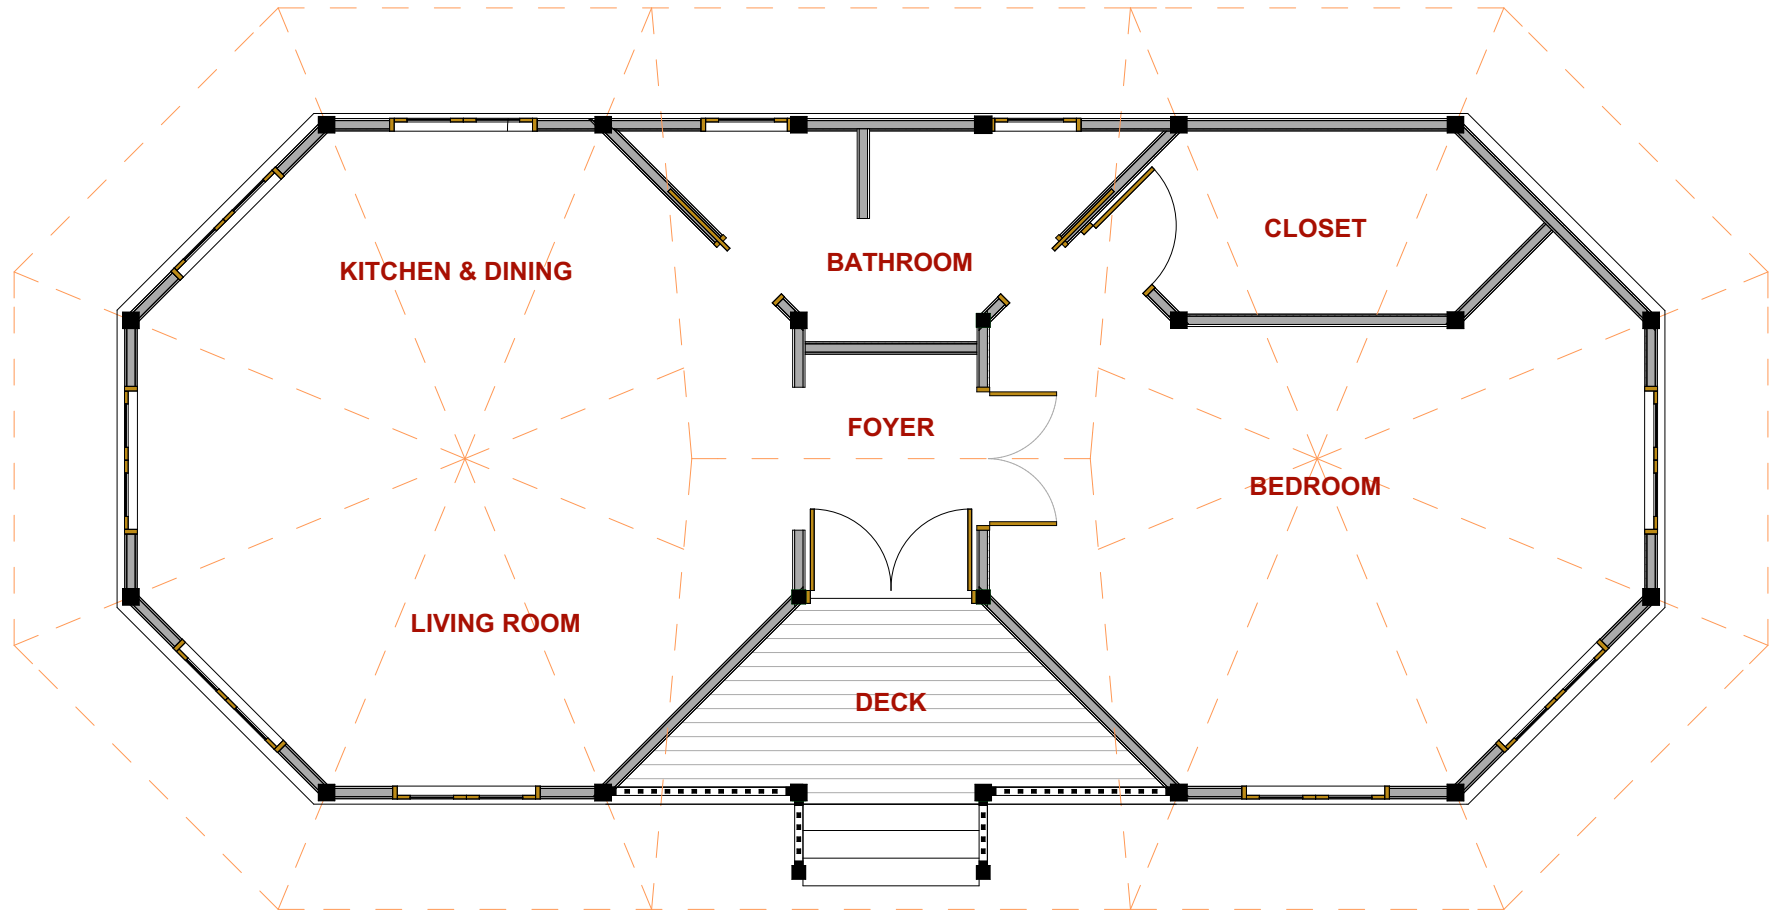 CLOSET
BATHROOM
KITCHEN & DINING
FOYER
BEDROOM
LIVING ROOM
DECK